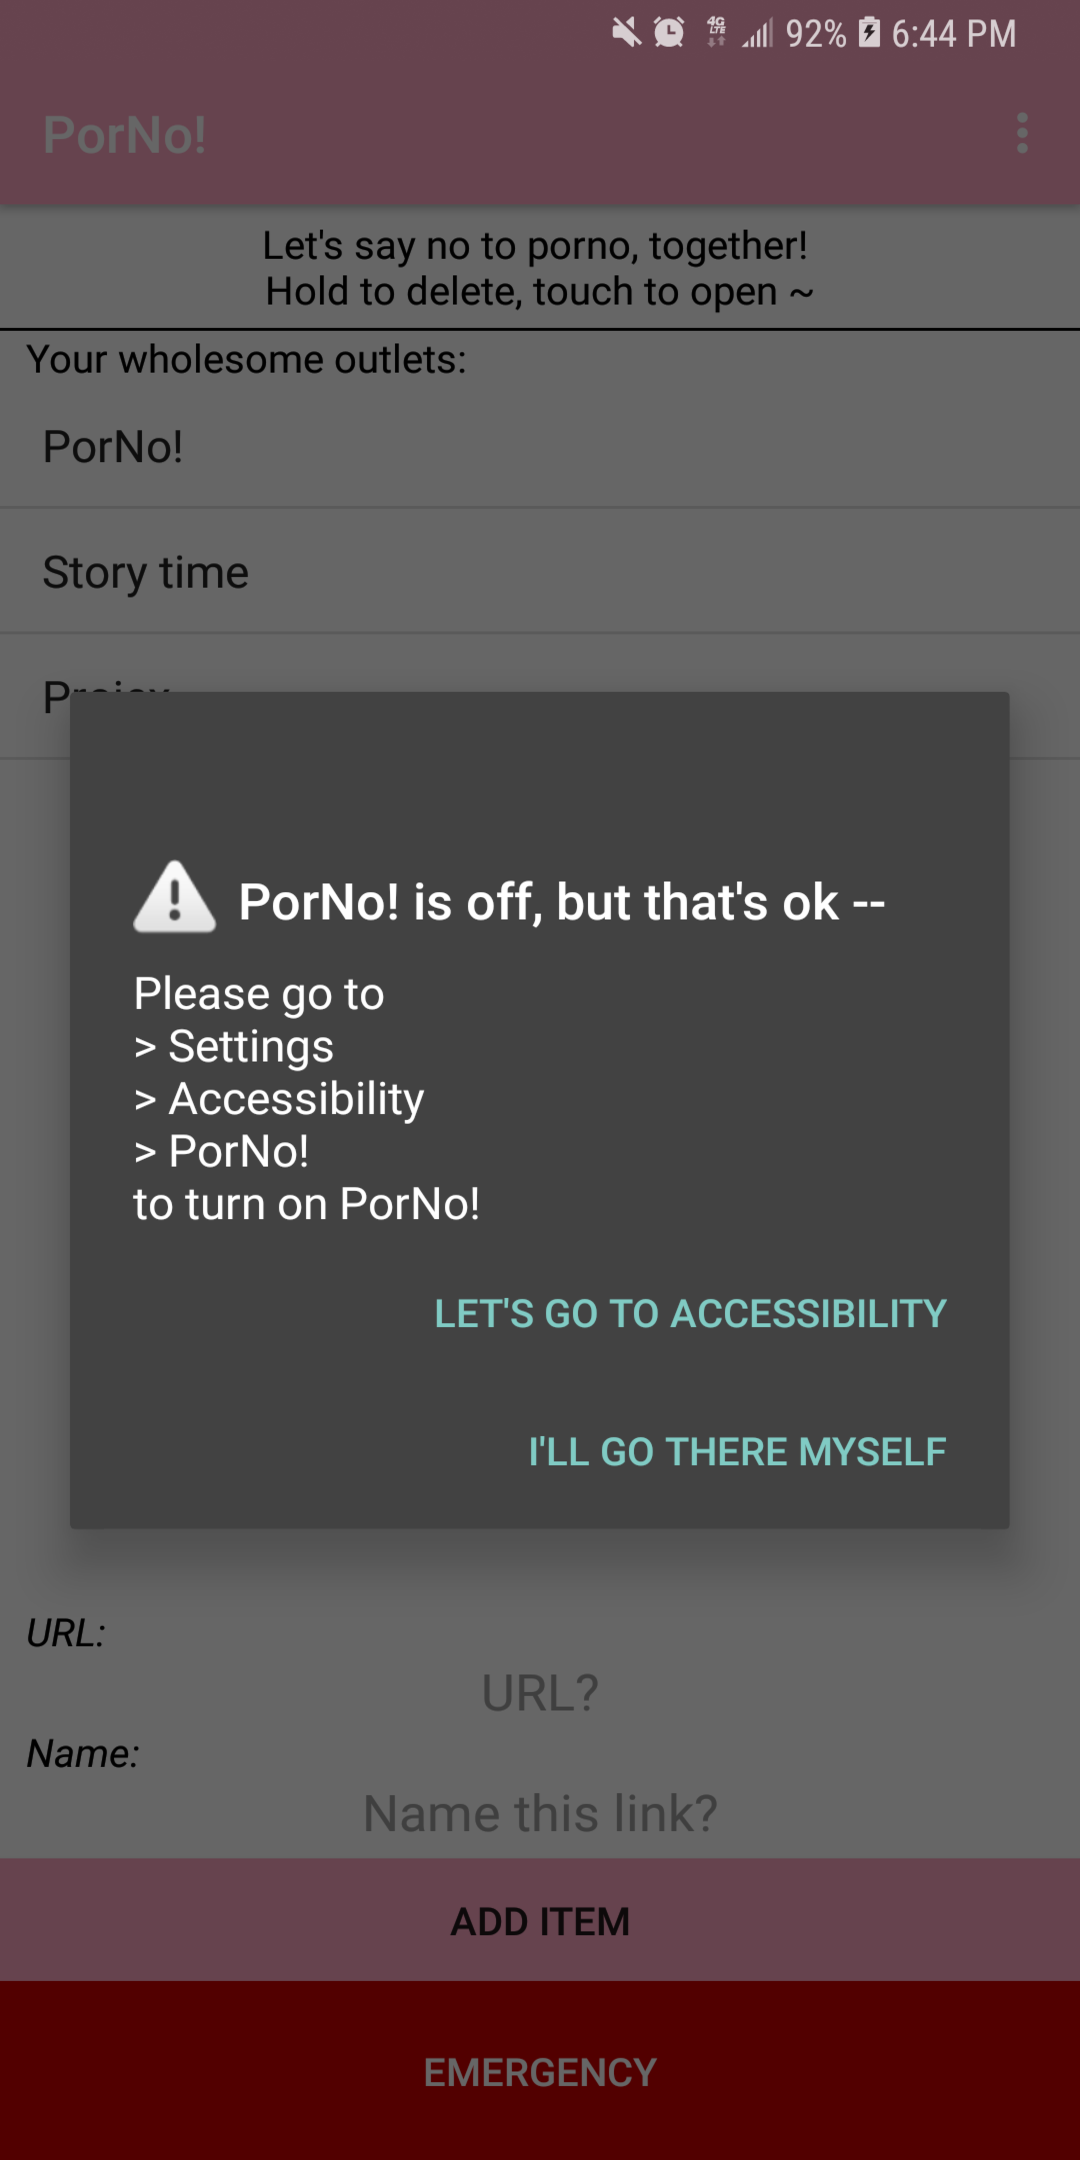 4G LTE 92% 6:44 PM
PorNo!
Let's say no to porno, together!
Hold to delete, touch to open ~
Your wholesome outlets:
PorNo!
Story time
PorNo! is off, but that's ok --
Please go to
> Settings
> Accessibility
> PorNo!
to turn on PorNo!
LET'S GO TO ACCESSIBILITY
I'LL GO THERE MYSELF
URL:
URL?
Name:
Name this link?
ADD ITEM
EMERGENCY